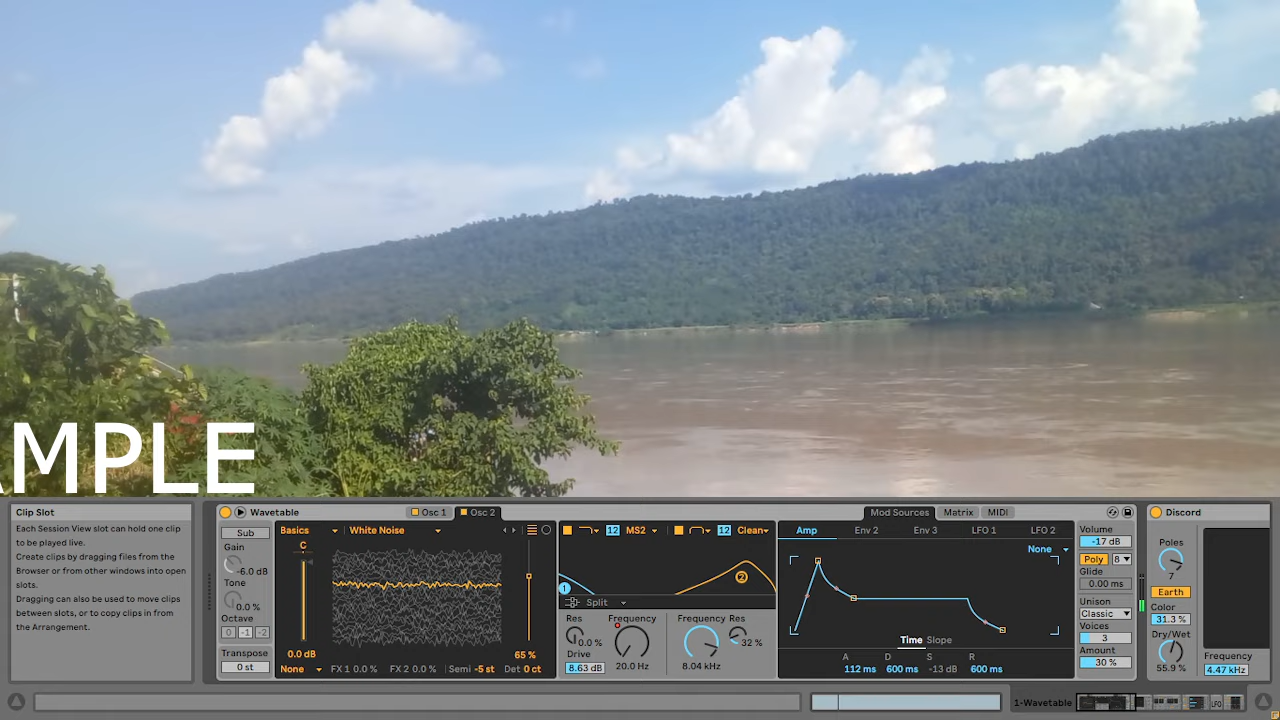 AMPLE
Clip Slot
Each Session View slot can hold one clip
to be played live.
Create clips by dragging files from the
Browser or from other windows into open
slots.
Dragging can also be used to move clips
between slots, or to copy clips in from
the Arrangement.
Sub
Gain
-6.0 dB
Tone
0.0 %
Octave
0 -1 -2
Transpose
0 st
Wavetable
Osc 1 Osc 2
Basics White Noise
C
0.0 dB
65 %
None FX 1 0.0 % FX 2 0.0 % Semi -5 st Det 0 ct
12 MS2 12 Clean
1 2
Split
Res Frequency Frequency Res
0.0 % 32 %
Drive
8.63 dB 20.0 Hz 8.04 kHz
Mod Sources Matrix MIDI
Amp Env 2 Env 3 LFO 1 LFO 2
None
Time Slope
A D S R
112 ms 600 ms -13 dB 600 ms
Volume
-17 dB
Poly 8
Glide
0.00 ms
Unison
Classic
Voices
3
Amount
30 %
Discord
Poles
7
Earth
Color
31.3 %
Dry/Wet
55.9 %
Frequency
4.47 kHz
1-Wavetable
LFO